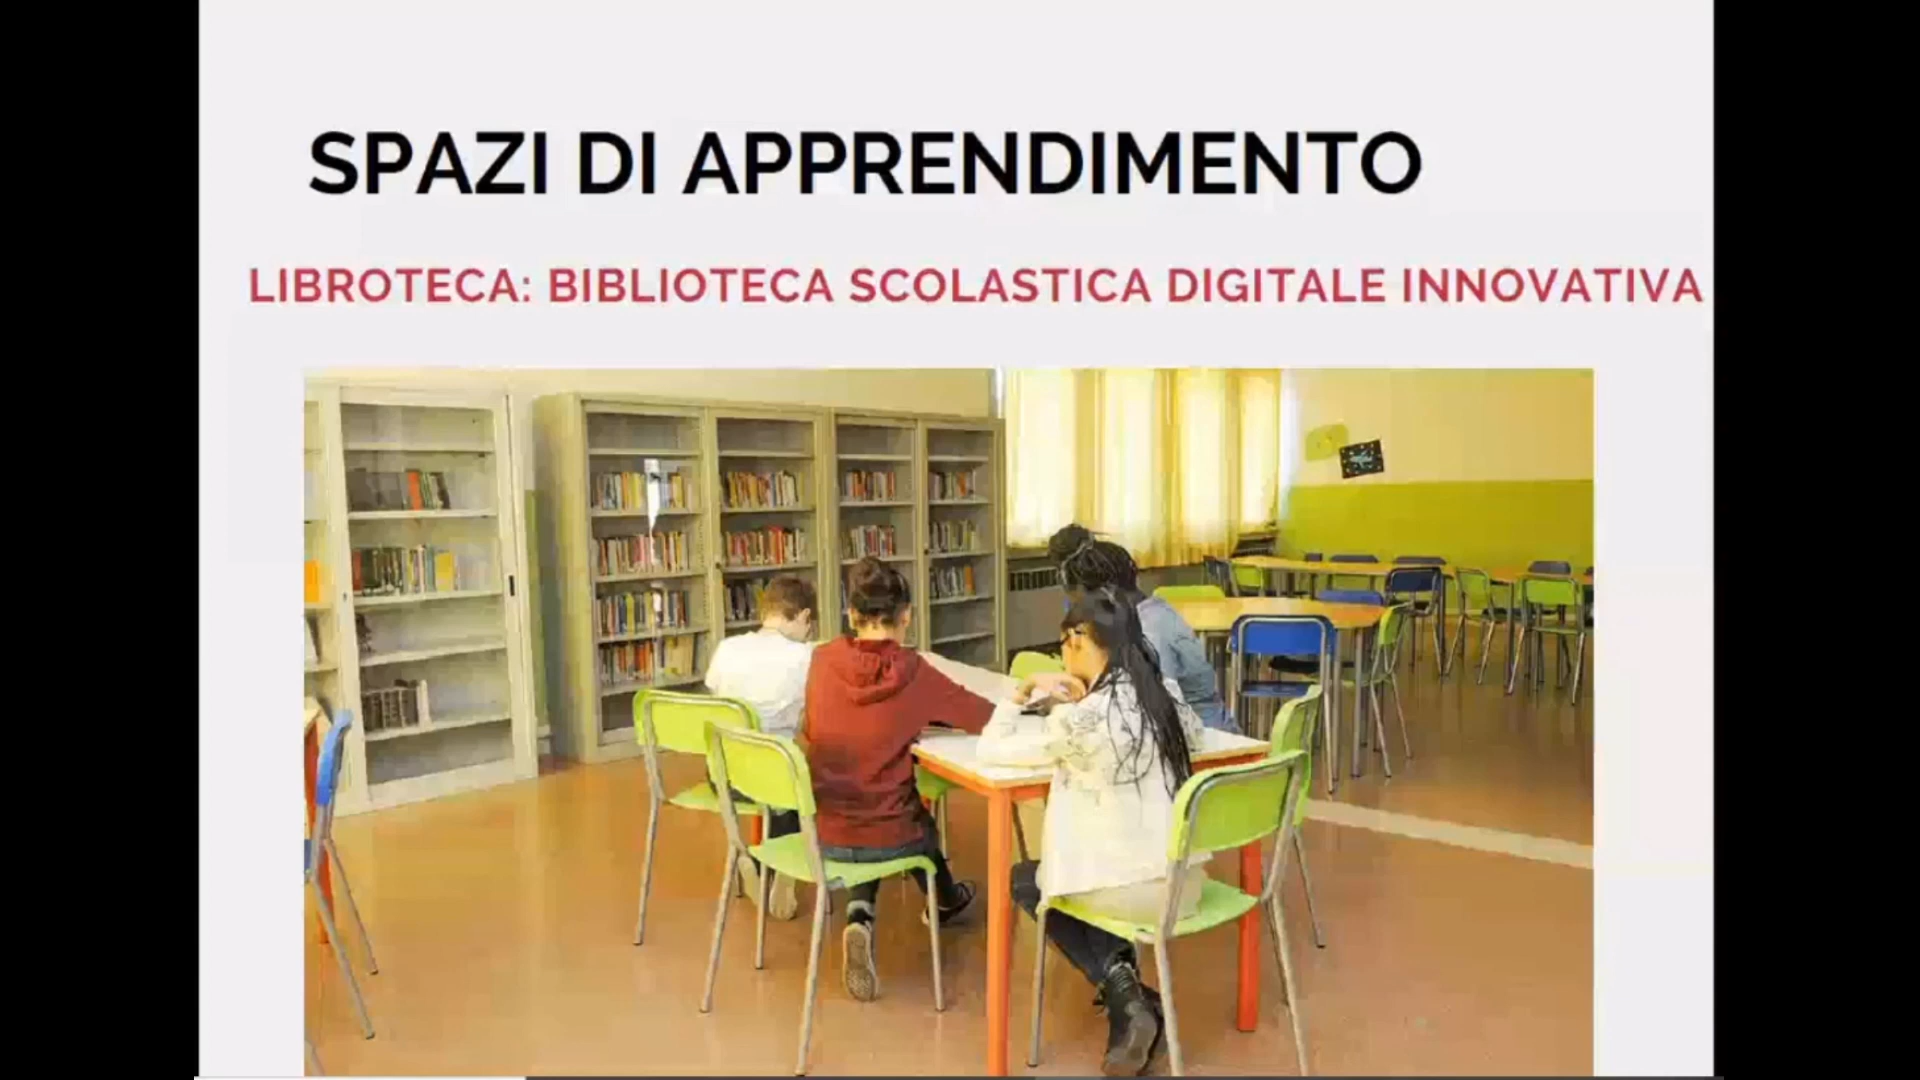 SPAZI DI APPRENDIMENTO
LIBROTECA: BIBLIOTECA SCOLASTICA DIGITALE INNOVATIVA